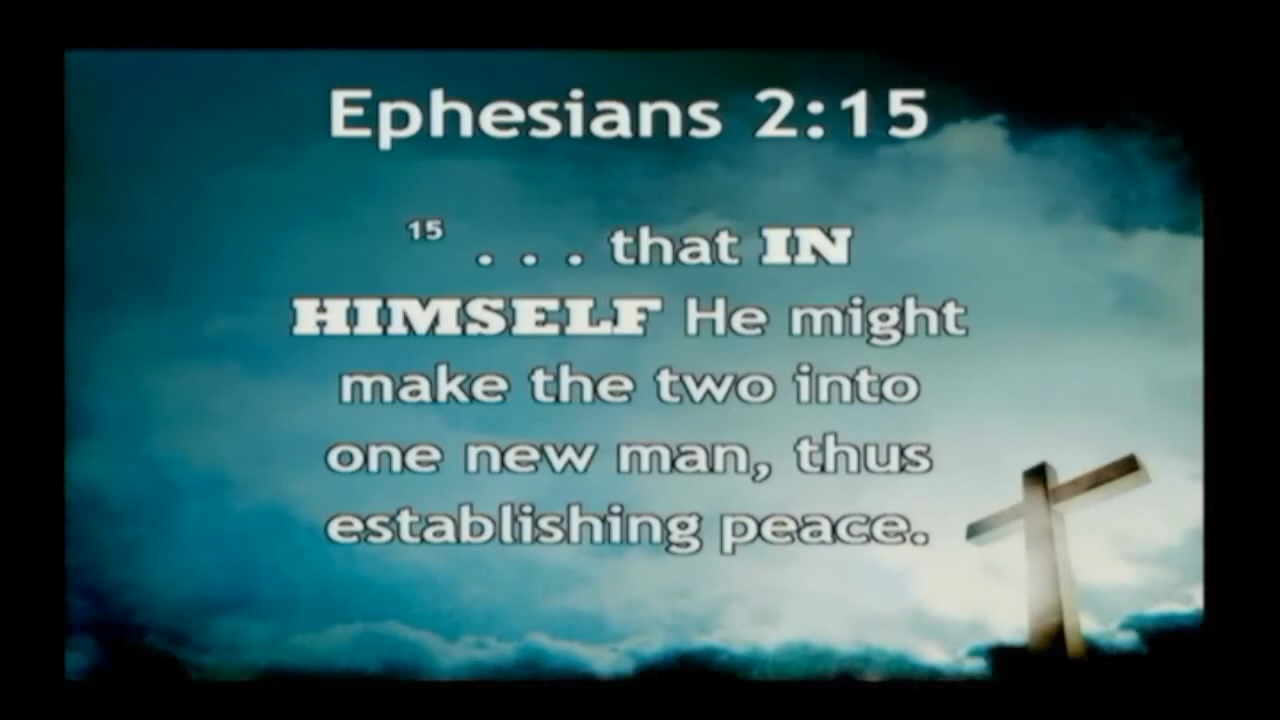 Ephesians 2:15
15 . . . that IN
HIMSELF He might
make the two into
one new man, thus
establishing peace.